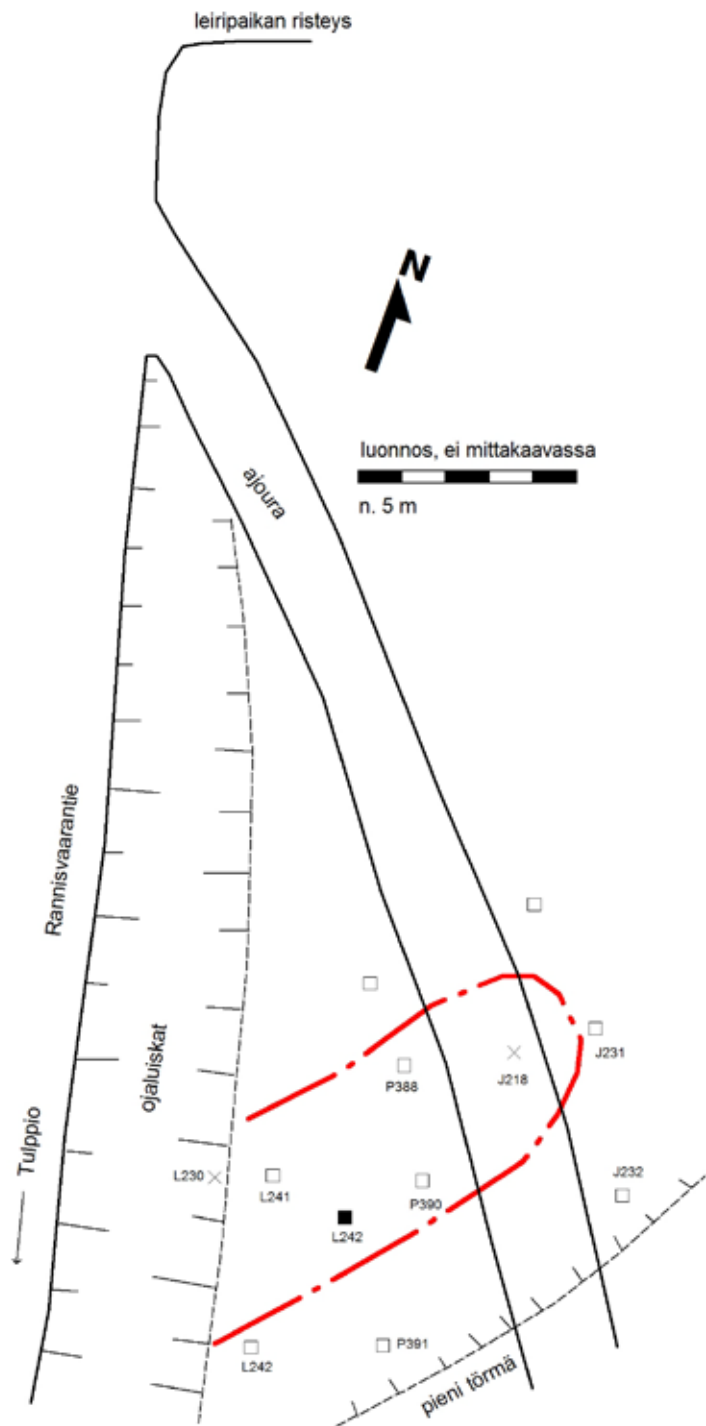 leiripaikan risteys
N
luonnos, ei mittakaavassa
n. 5 m
ajoura
Rannisvaarantie
ojaluiskat
Tulppio
J231
P388
J218
L230
L241
P390
J232
L242
L242
P391
pieni törmä